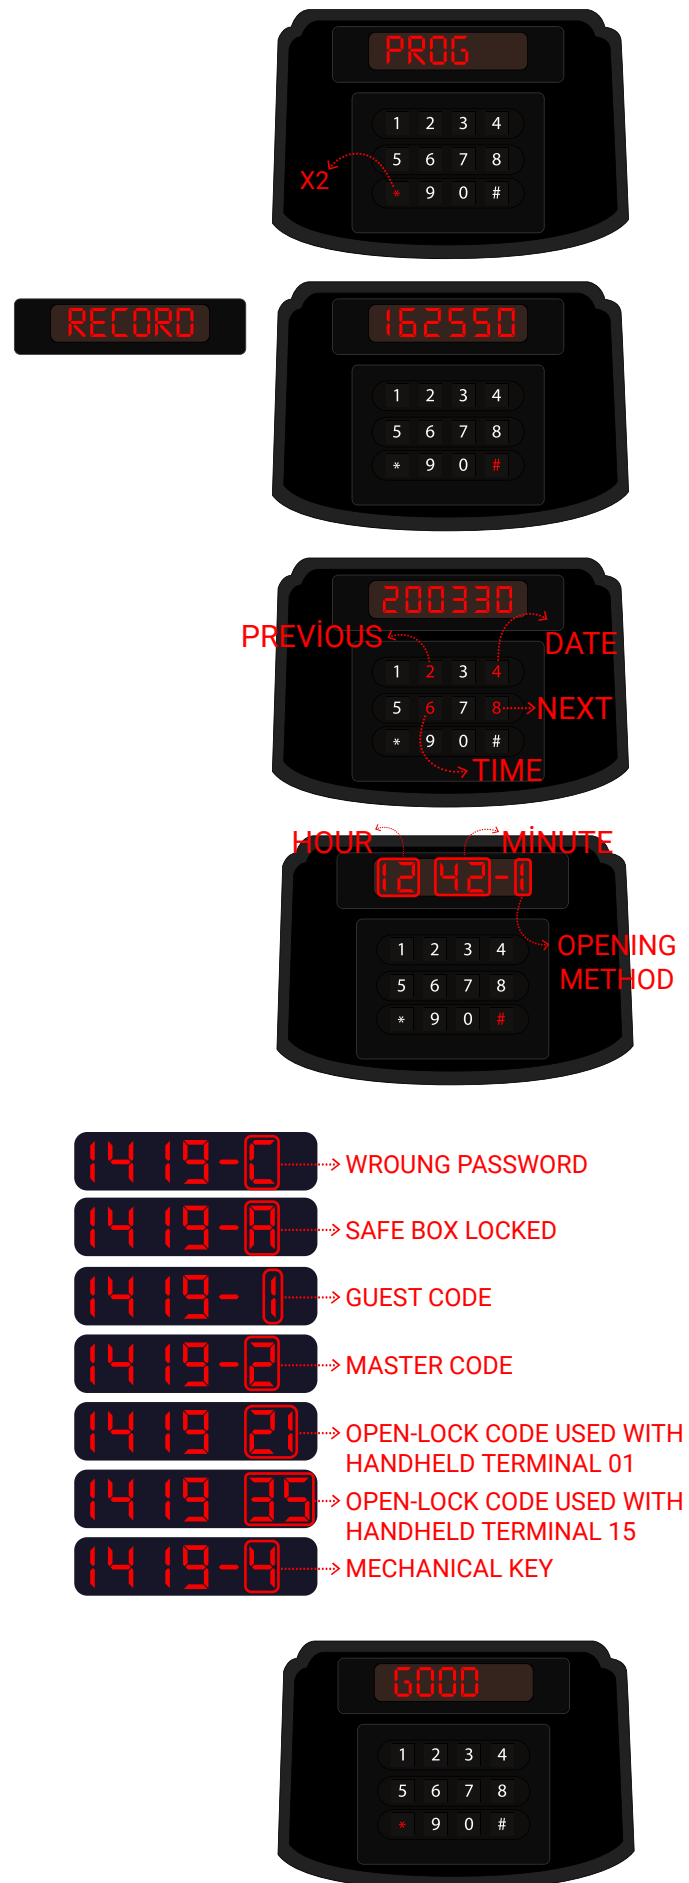 PROG
1 2 3 4
5 6 7 8
X2
* 9 0 #
RECORD
162550
1 2 3 4
5 6 7 8
* 9 0 #
200330
PREVİOUS
DATE
1 2 3 4
5 6 7 8
NEXT
* 9 0 #
TIME
HOUR
MİNUTE
12 42-1
OPENING
METHOD
1 2 3 4
5 6 7 8
* 9 0 #
14 19-C
WROUNG PASSWORD
14 19-A
SAFE BOX LOCKED
14 19-1
GUEST CODE
14 19-2
MASTER CODE
14 19 21
OPEN-LOCK CODE USED WITH
HANDHELD TERMINAL 01
14 19 35
OPEN-LOCK CODE USED WITH
HANDHELD TERMINAL 15
14 19-4
MECHANICAL KEY
GOOD
1 2 3 4
5 6 7 8
* 9 0 #